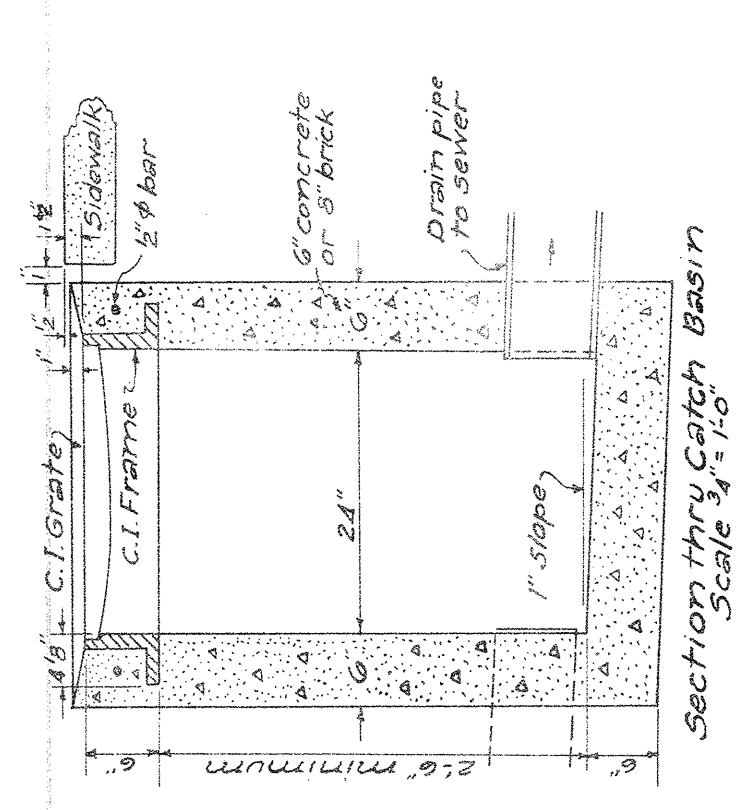 C.I. Grate
4⅛"
1"
½"
1"
1½"
Sidewalk
½"ϕ bar
C.I. Frame
6" concrete
or 8" brick
24"
6
6"
Drain pipe
to sewer
1" Slope
6"
2'-6" minimum
6"
Section thru Catch Basin
Scale ¾" = 1'-0"